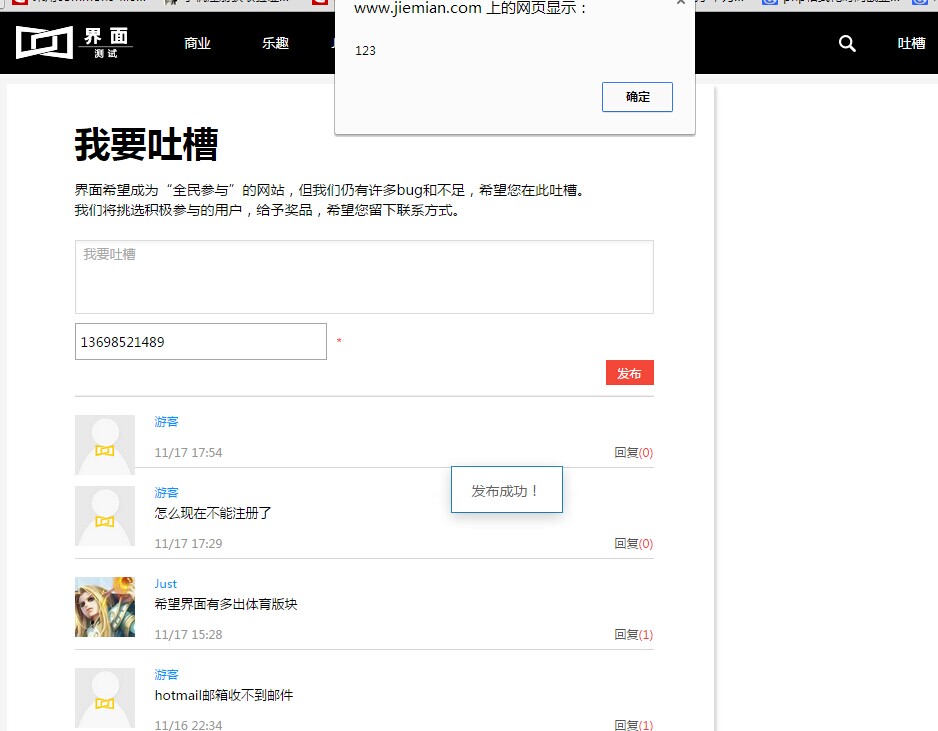 www.jiemian.com 上的网页显示：
123
确定
界面
测试
商业
乐趣
吐槽
我要吐槽
界面希望成为“全民参与”的网站，但我们仍有许多bug和不足，希望您在此吐槽。
我们将挑选积极参与的用户，给予奖品，希望您留下联系方式。
我要吐槽
13698521489 *
发布
游客
11/17 17:54 回复(0)
发布成功！
游客
怎么现在不能注册了
11/17 17:29 回复(0)
Just
希望界面有多出体育版块
11/17 15:28 回复(1)
游客
hotmail邮箱收不到邮件
11/16 22:34 回复(1)